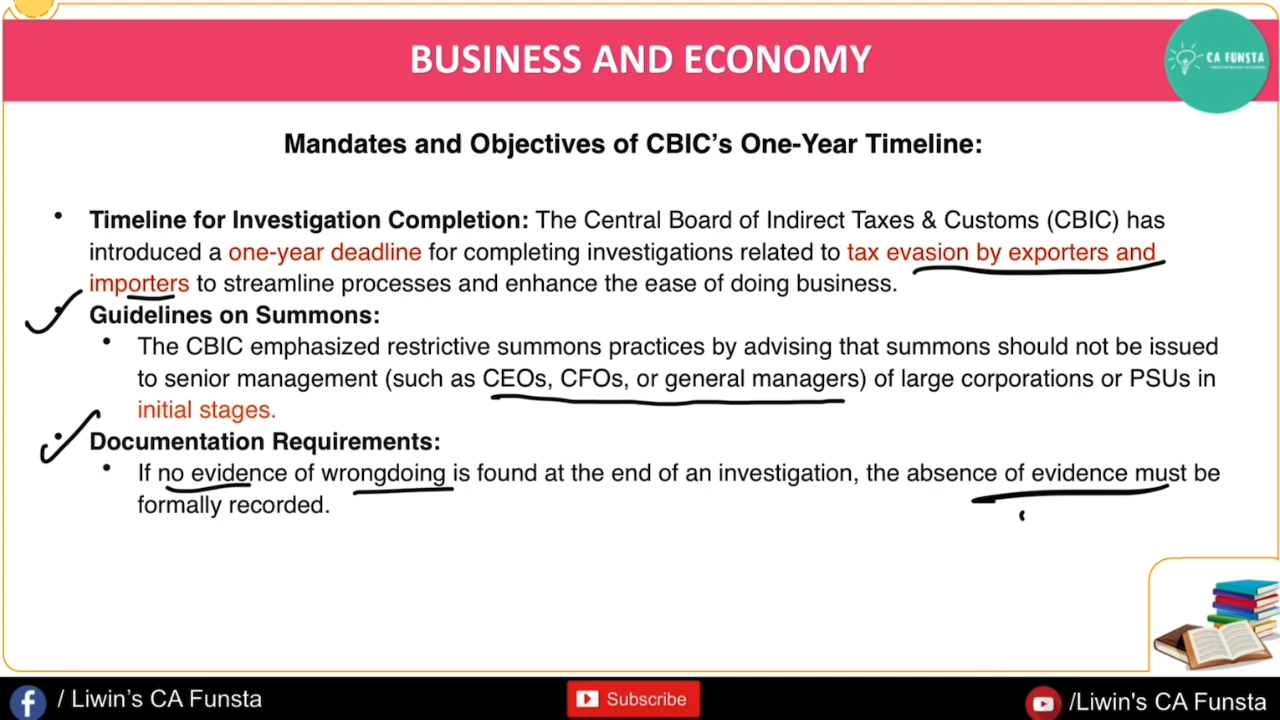 BUSINESS AND ECONOMY
CA FUNSTA
Mandates and Objectives of CBIC's One-Year Timeline:
• Timeline for Investigation Completion: The Central Board of Indirect Taxes & Customs (CBIC) has
introduced a one-year deadline for completing investigations related to tax evasion by exporters and
importers to streamline processes and enhance the ease of doing business.
• Guidelines on Summons:
• The CBIC emphasized restrictive summons practices by advising that summons should not be issued
to senior management (such as CEOs, CFOs, or general managers) of large corporations or PSUs in
initial stages.
• Documentation Requirements:
• If no evidence of wrongdoing is found at the end of an investigation, the absence of evidence must be
formally recorded.
/ Liwin's CA Funsta
Subscribe
/Liwin's CA Funsta